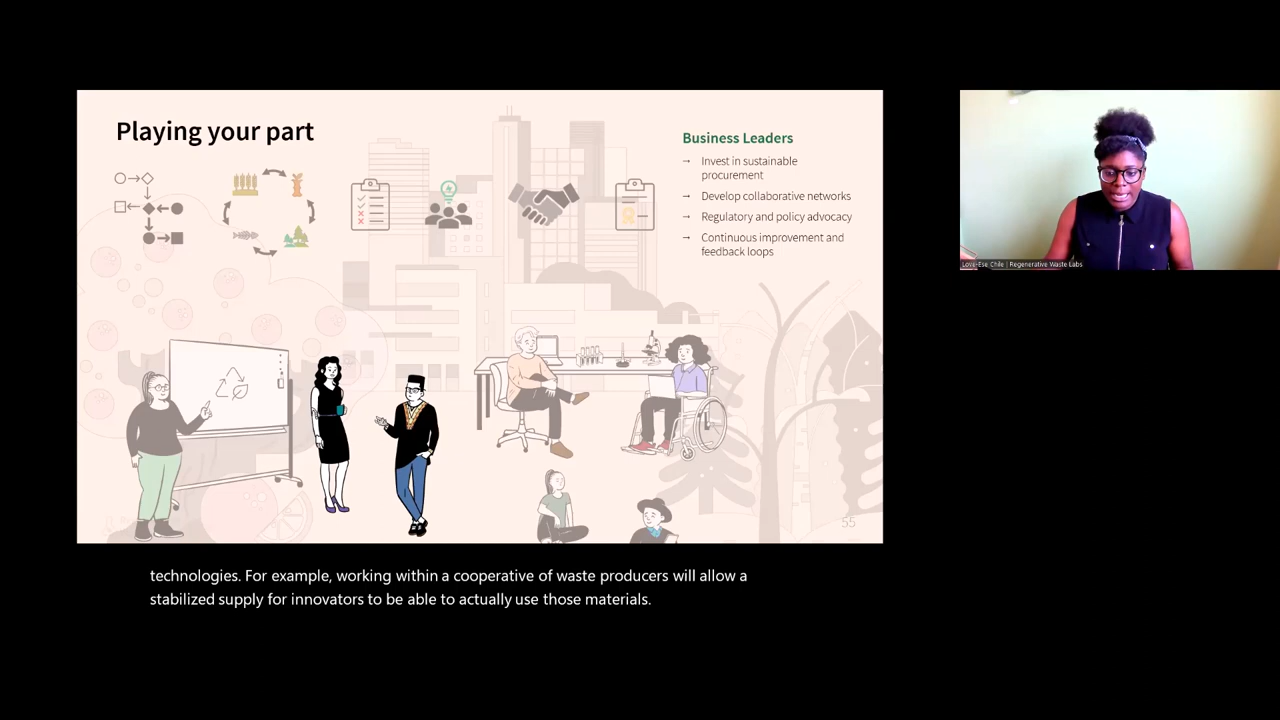 Playing your part
Business Leaders
→ Invest in sustainable
procurement
→ Develop collaborative networks
→ Regulatory and policy advocacy
→ Continuous improvement and
feedback loops
55
Love-Ese Chile | Regenerative Waste Labs
technologies. For example, working within a cooperative of waste producers will allow a
stabilized supply for innovators to be able to actually use those materials.